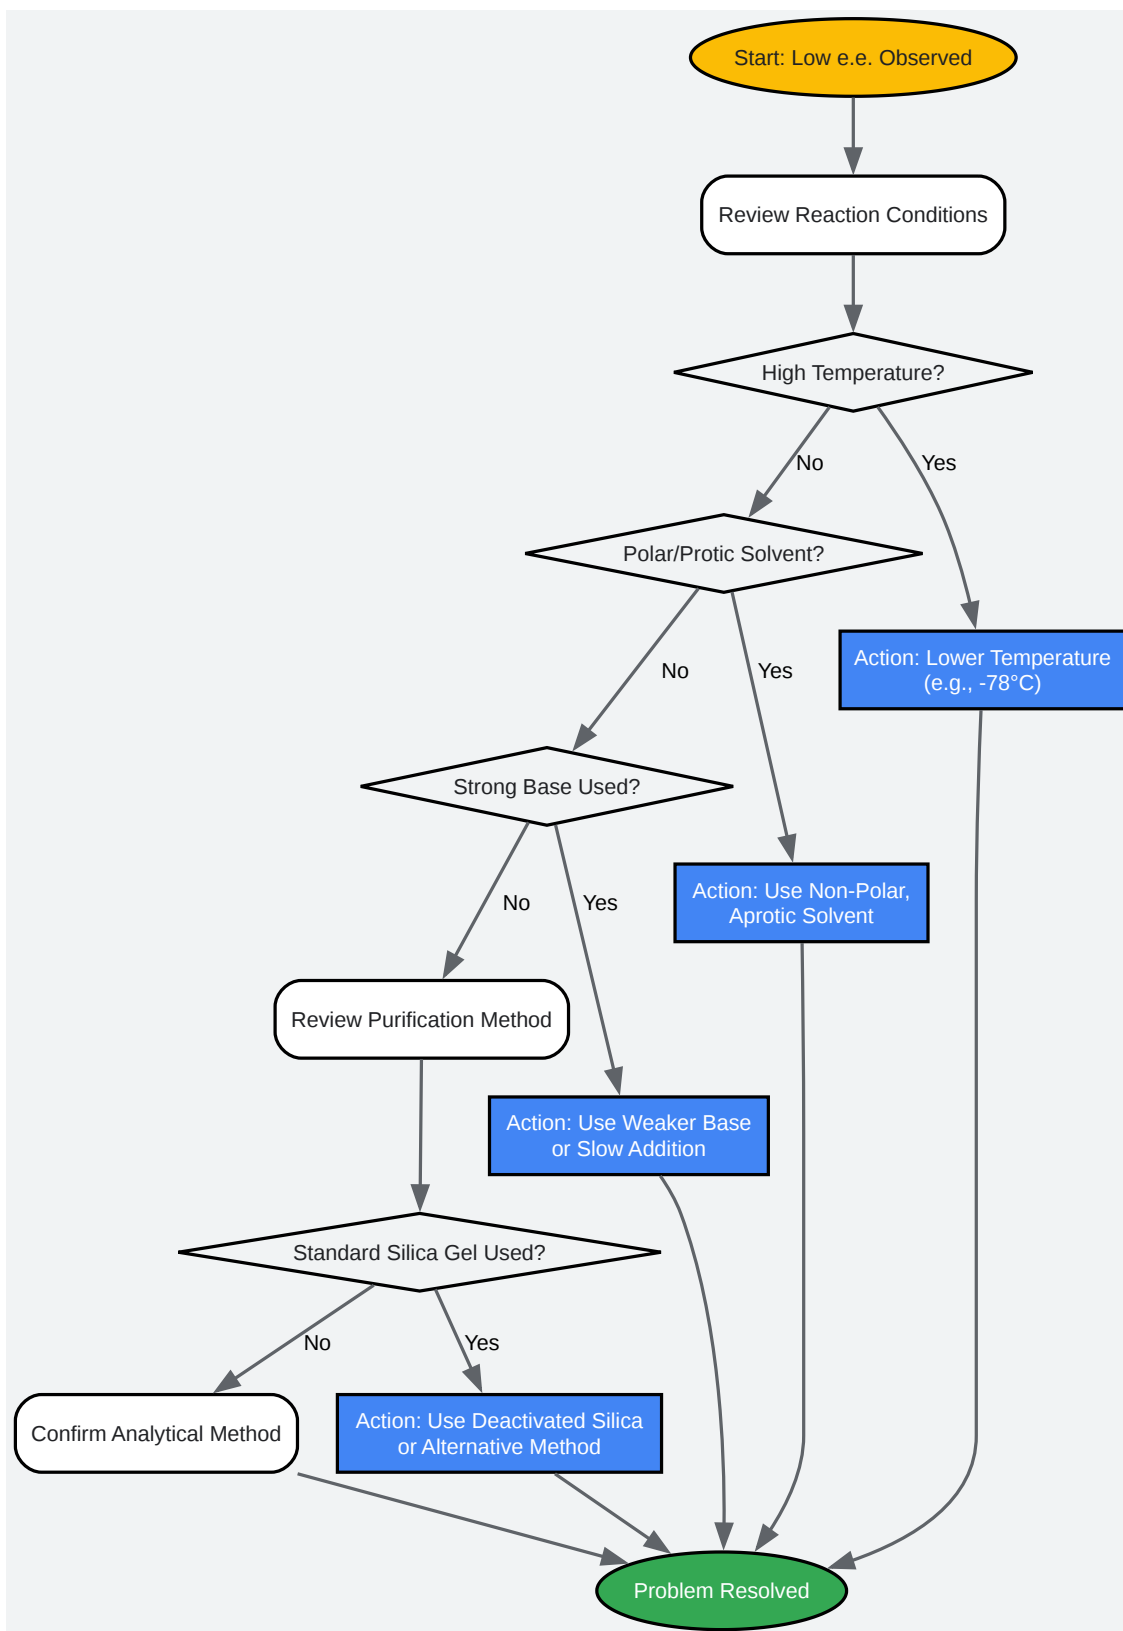 Start: Low e.e. Observed
Review Reaction Conditions
High Temperature?
No
Yes
Polar/Protic Solvent?
Action: Lower Temperature
(e.g., -78°C)
No
Yes
Strong Base Used?
Action: Use Non-Polar,
Aprotic Solvent
No
Yes
Review Purification Method
Action: Use Weaker Base
or Slow Addition
Standard Silica Gel Used?
No
Yes
Confirm Analytical Method
Action: Use Deactivated Silica
or Alternative Method
Problem Resolved